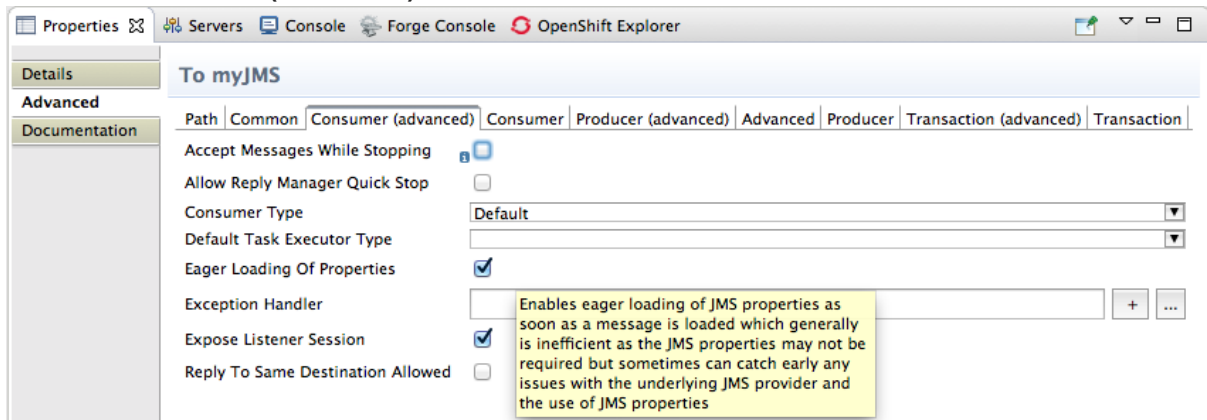 Properties Servers Console Forge Console OpenShift Explorer
Details
Advanced
Documentation
To myJMS
Path Common Consumer (advanced) Consumer Producer (advanced) Advanced Producer Transaction (advanced) Transaction
Accept Messages While Stopping
Allow Reply Manager Quick Stop
Consumer Type Default
Default Task Executor Type
Eager Loading Of Properties
Exception Handler + ...
Expose Listener Session
Reply To Same Destination Allowed
Enables eager loading of JMS properties as
soon as a message is loaded which generally
is inefficient as the JMS properties may not be
required but sometimes can catch early any
issues with the underlying JMS provider and
the use of JMS properties